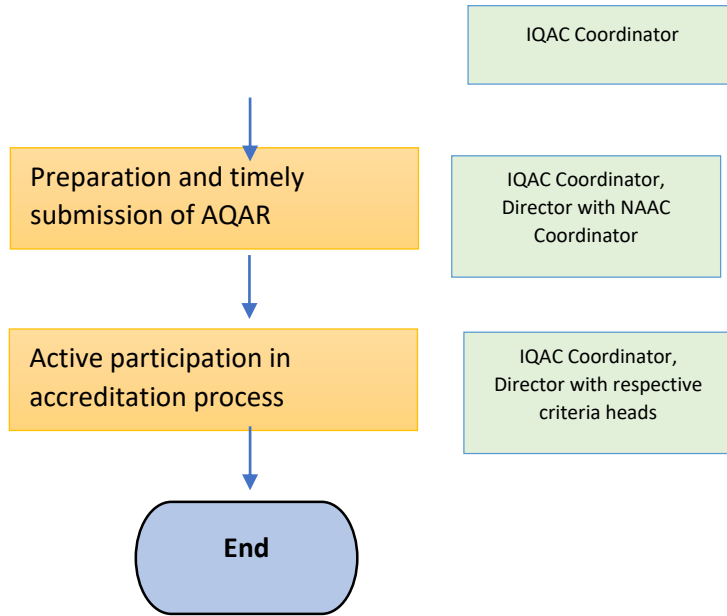 IQAC Coordinator
Preparation and timely
submission of AQAR
IQAC Coordinator,
Director with NAAC
Coordinator
Active participation in
accreditation process
IQAC Coordinator,
Director with respective
criteria heads
End